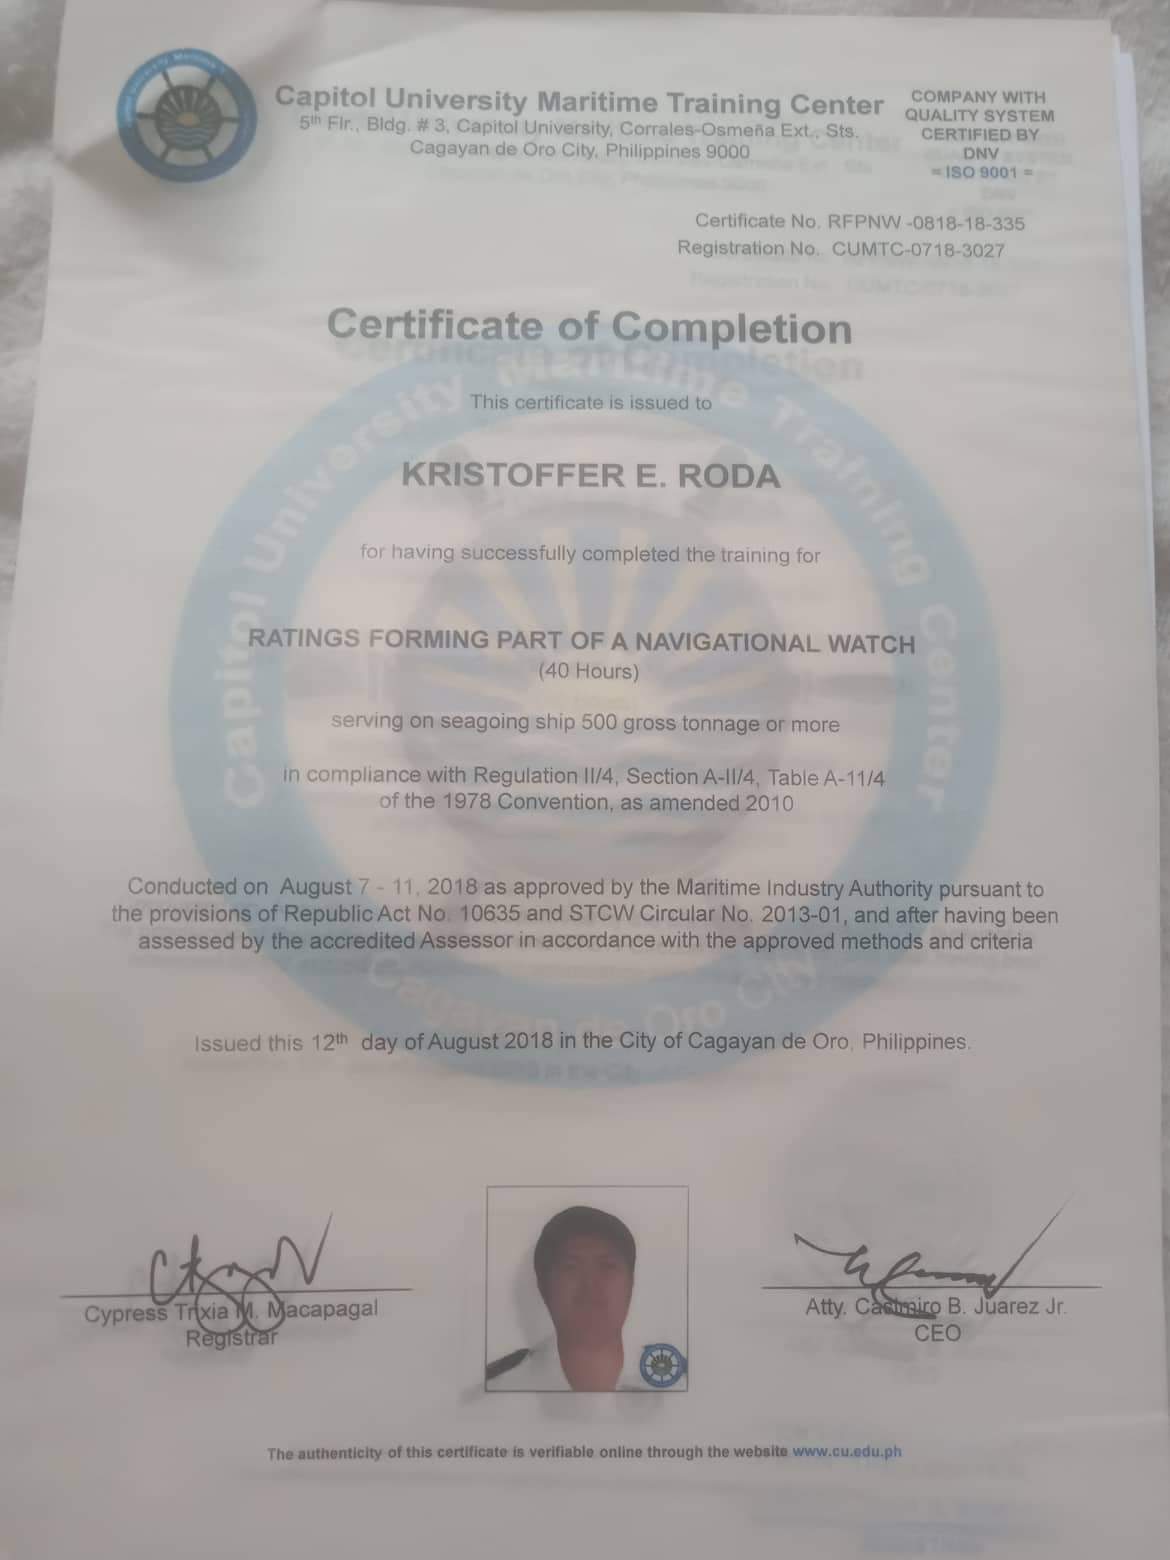 Capitol University Maritime Training Center
5th Flr., Bldg. # 3, Capitol University, Corrales-Osmeña Ext., Sts.
Cagayan de Oro City, Philippines 9000
COMPANY WITH
QUALITY SYSTEM
CERTIFIED BY
DNV
= ISO 9001 =
Certificate No. RFPNW -0818-18-335
Registration No. CUMTC-0718-3027
Certificate of Completion
This certificate is issued to
KRISTOFFER E. RODA
for having successfully completed the training for
RATINGS FORMING PART OF A NAVIGATIONAL WATCH
(40 Hours)
serving on seagoing ship 500 gross tonnage or more
in compliance with Regulation II/4, Section A-II/4, Table A-11/4
of the 1978 Convention, as amended 2010
Conducted on August 7 - 11, 2018 as approved by the Maritime Industry Authority pursuant to
the provisions of Republic Act No. 10635 and STCW Circular No. 2013-01, and after having been
assessed by the accredited Assessor in accordance with the approved methods and criteria
Issued this 12th day of August 2018 in the City of Cagayan de Oro, Philippines.
Cypress Trixia M. Macapagal
Registrar
Atty. Casimiro B. Juarez Jr.
CEO
The authenticity of this certificate is verifiable online through the website www.cu.edu.ph
Capitol University Maritime Training Center
Cagayan de Oro City